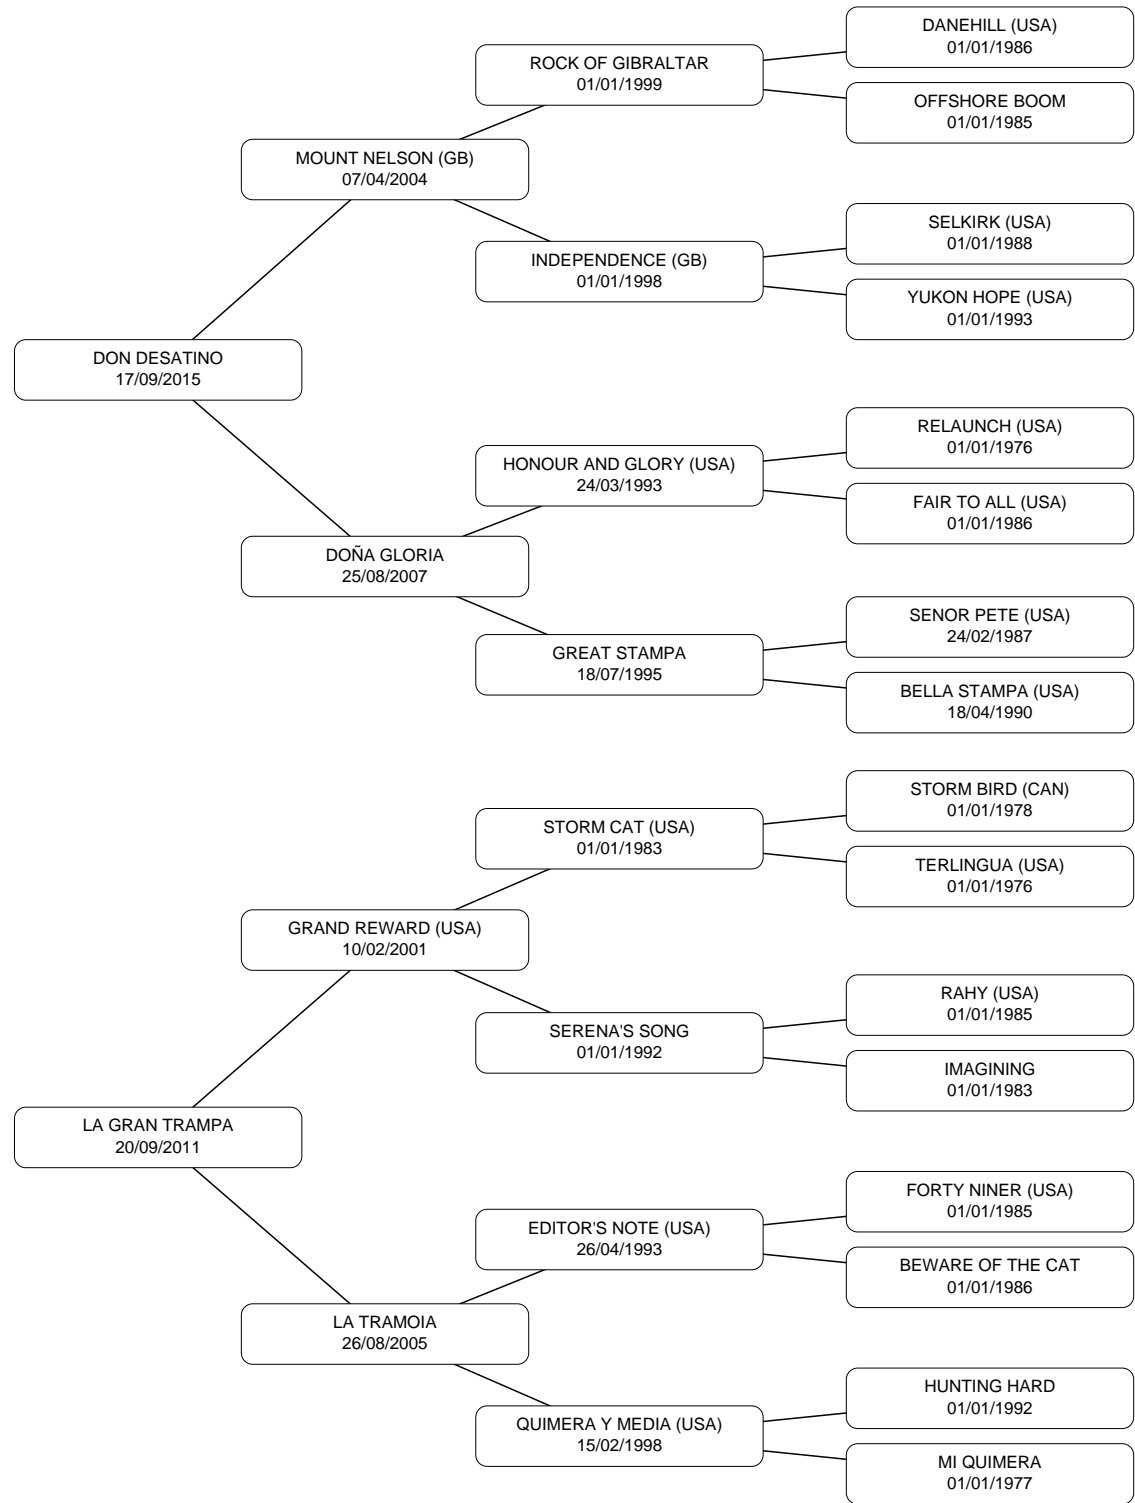 DANEHILL (USA)
01/01/1986
ROCK OF GIBRALTAR
01/01/1999
OFFSHORE BOOM
01/01/1985
MOUNT NELSON (GB)
07/04/2004
SELKIRK (USA)
01/01/1988
INDEPENDENCE (GB)
01/01/1998
YUKON HOPE (USA)
01/01/1993
DON DESATINO
17/09/2015
RELAUNCH (USA)
01/01/1976
HONOUR AND GLORY (USA)
24/03/1993
FAIR TO ALL (USA)
01/01/1986
DOÑA GLORIA
25/08/2007
SENOR PETE (USA)
24/02/1987
GREAT STAMPA
18/07/1995
BELLA STAMPA (USA)
18/04/1990
STORM BIRD (CAN)
01/01/1978
STORM CAT (USA)
01/01/1983
TERLINGUA (USA)
01/01/1976
GRAND REWARD (USA)
10/02/2001
RAHY (USA)
01/01/1985
SERENA'S SONG
01/01/1992
IMAGINING
01/01/1983
LA GRAN TRAMPA
20/09/2011
FORTY NINER (USA)
01/01/1985
EDITOR'S NOTE (USA)
26/04/1993
BEWARE OF THE CAT
01/01/1986
LA TRAMOIA
26/08/2005
HUNTING HARD
01/01/1992
QUIMERA Y MEDIA (USA)
15/02/1998
MI QUIMERA
01/01/1977